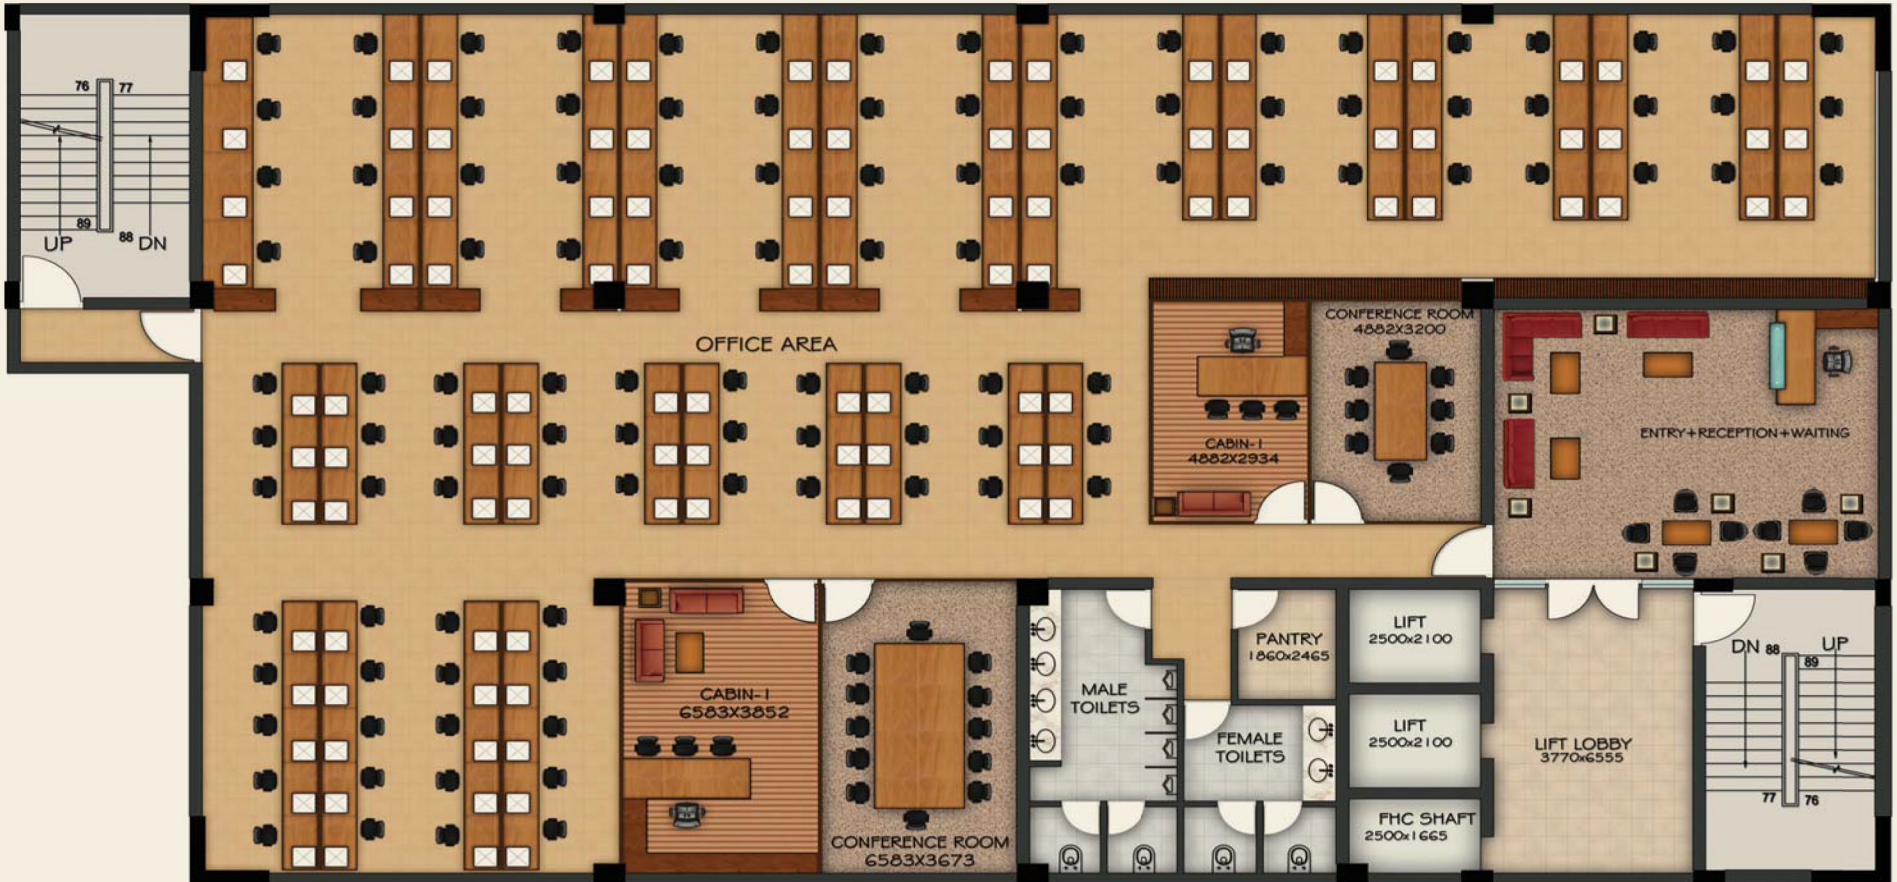 76 77
89 88
UP DN
OFFICE AREA
CONFERENCE ROOM
4882X3200
CABIN-1
4882X2934
ENTRY+RECEPTION+WAITING
CABIN-1
6583X3852
CONFERENCE ROOM
6583X3673
MALE
TOILETS
FEMALE
TOILETS
PANTRY
1860x2465
LIFT
2500x2100
LIFT
2500x2100
FHC SHAFT
2500x1665
LIFT LOBBY
3770x6555
DN 88 UP
89
77 76